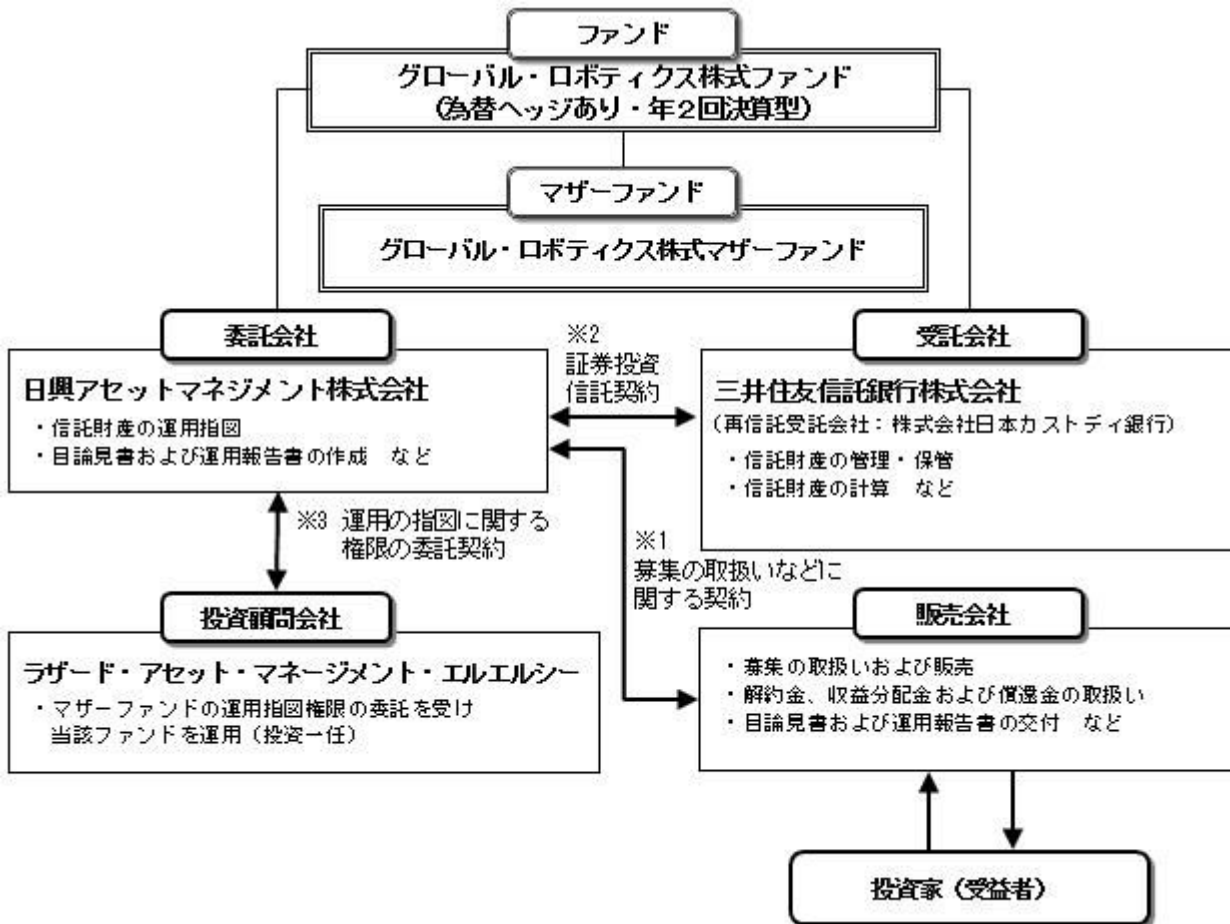 ファンド
グローバル・ロボティクス株式ファンド
(為替ヘッジあり・年2回決算型)
マザーファンド
グローバル・ロボティクス株式マザーファンド
委託会社
日興アセットマネジメント株式会社
・信託財産の運用指図
・目論見書および運用報告書の作成 など
※2
証券投資
信託契約
受託会社
三井住友信託銀行株式会社
(再信託受託会社：株式会社日本カストディ銀行)
・信託財産の管理・保管
・信託財産の計算 など
※3 運用の指図に関する
権限の委託契約
※1
募集の取扱いなどに
関する契約
投資顧問会社
ラザード・アセット・マネージメント・エルエルシー
・マザーファンドの運用指図権限の委託を受け
当該ファンドを運用（投資一任）
販売会社
・募集の取扱いおよび販売
・解約金、収益分配金および償還金の取扱い
・目論見書および運用報告書の交付 など
投資家（受益者）